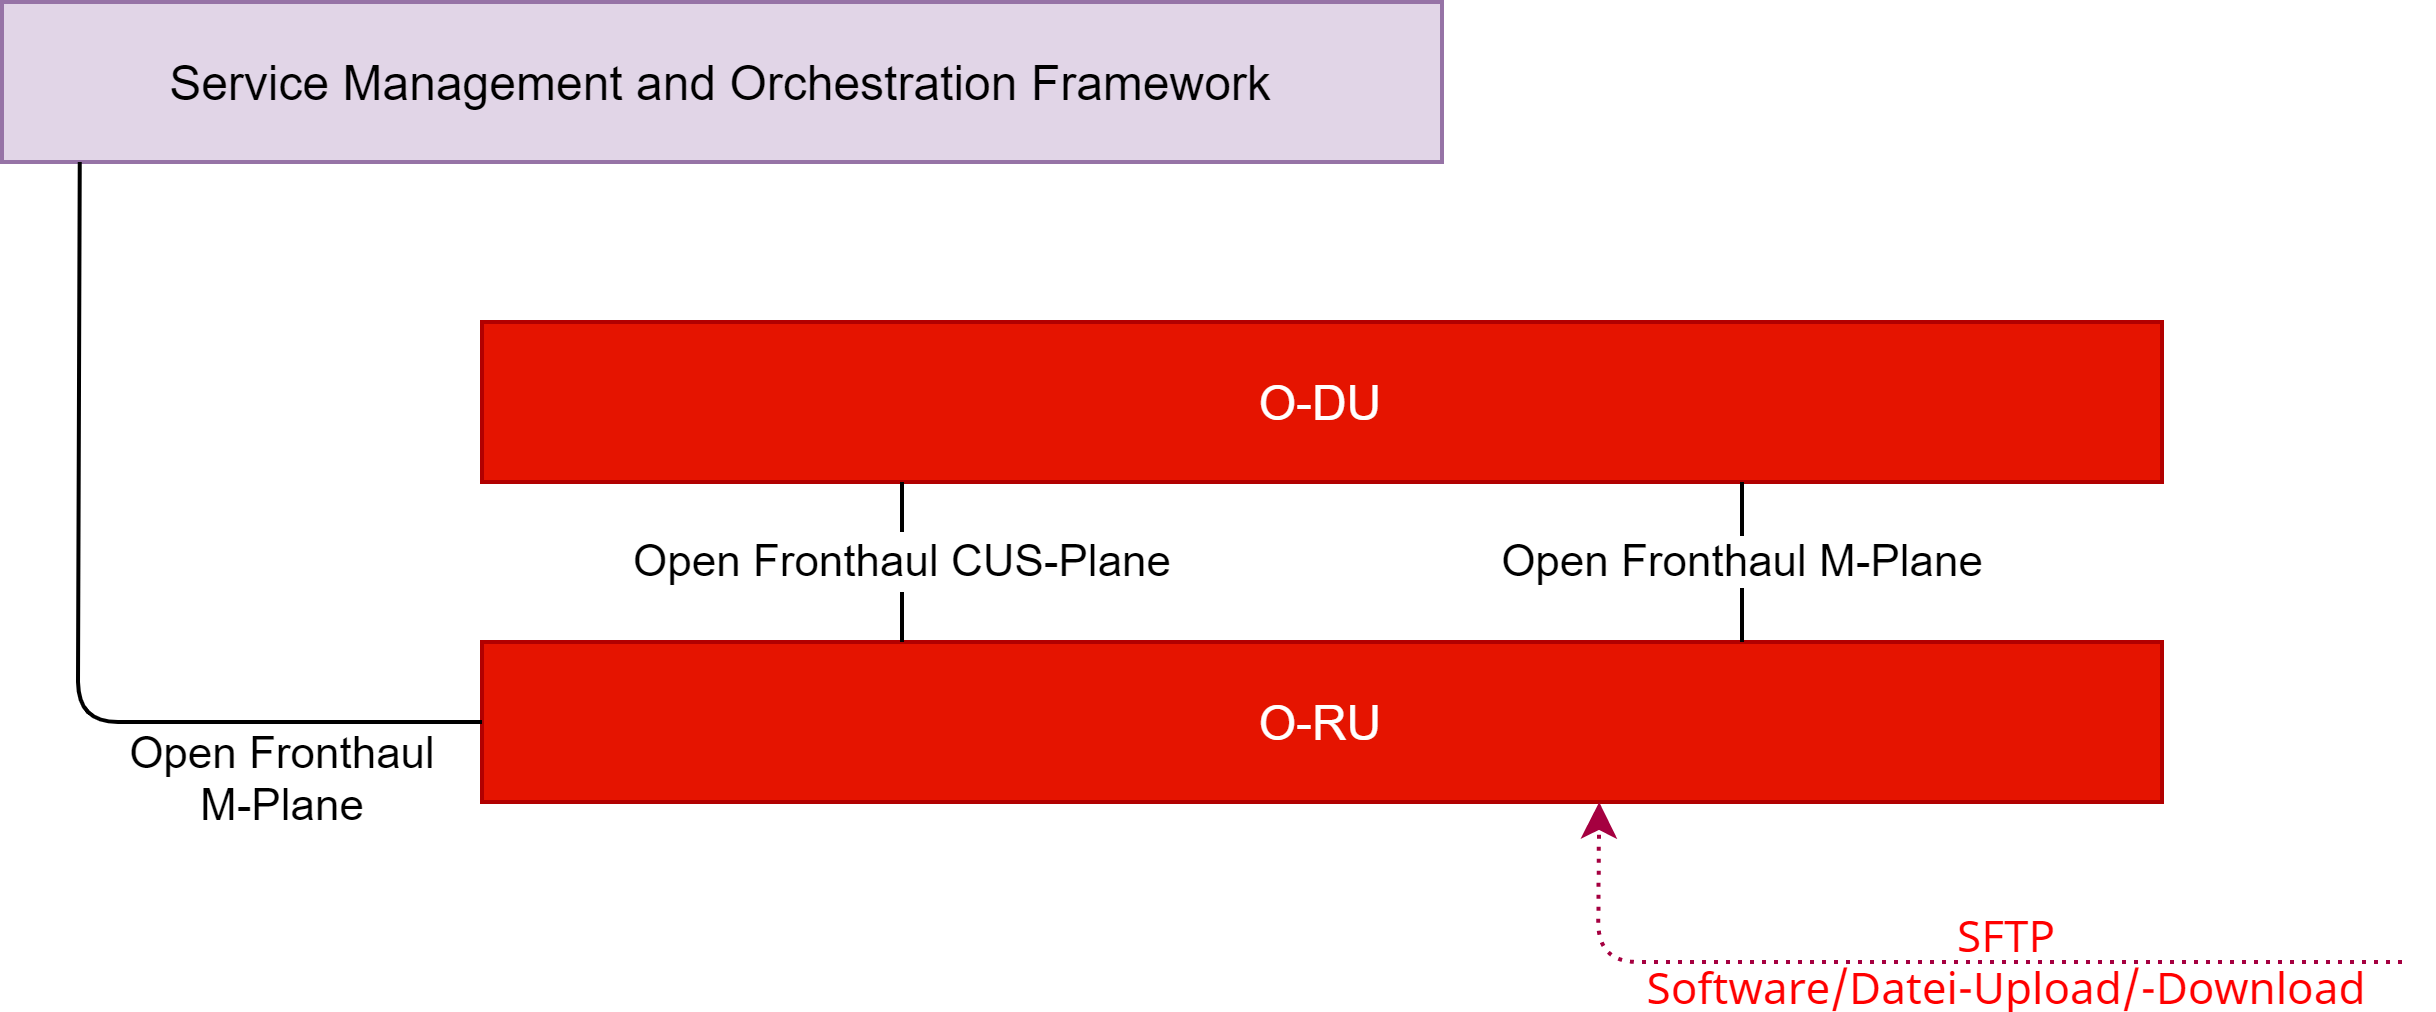 Service Management and Orchestration Framework
O-DU
Open Fronthaul CUS-Plane
Open Fronthaul M-Plane
O-RU
Open Fronthaul
M-Plane
SFTP
Software/Datei-Upload/-Download